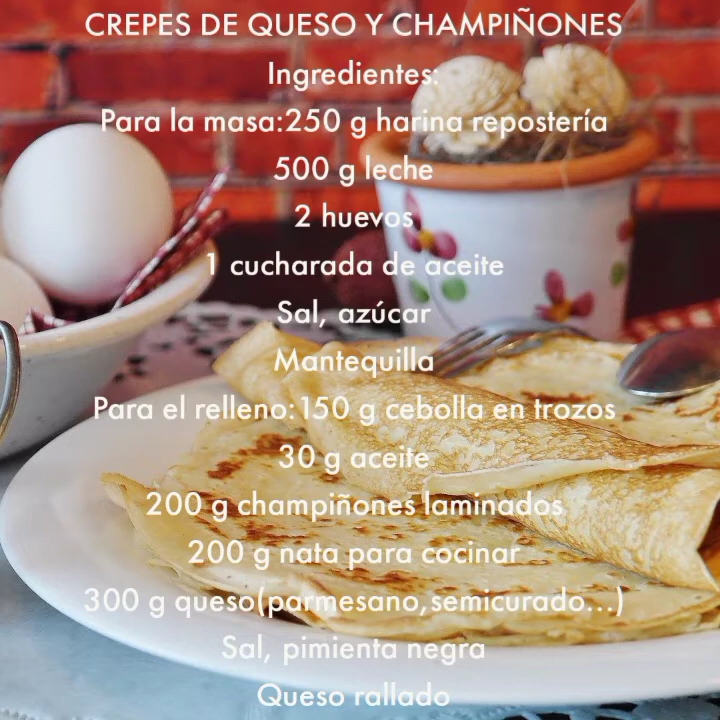 CREPES DE QUESO Y CHAMPIÑONES
Ingredientes:
Para la masa:250 g harina repostería
500 g leche
2 huevos
1 cucharada de aceite
Sal, azúcar
Mantequilla
Para el relleno:150 g cebolla en trozos
30 g aceite
200 g champiñones laminados
200 g nata para cocinar
300 g queso(parmesano,semicurado...)
Sal, pimienta negra
Queso rallado